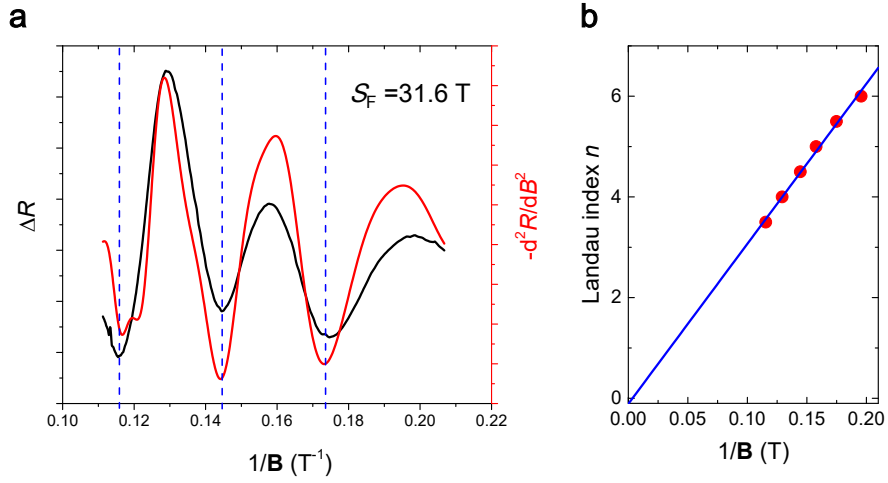 a
S_F =31.6 T
ΔR
-d²R/dB²
0.10 0.12 0.14 0.16 0.18 0.20 0.22
1/B (T⁻¹)
b
Landau index n
6
4
2
0
0.00 0.05 0.10 0.15 0.20
1/B (T)